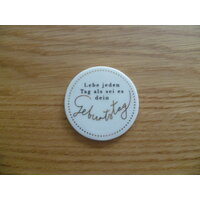 Lebe jeden
Tag als sei es
dein
Geburtstag